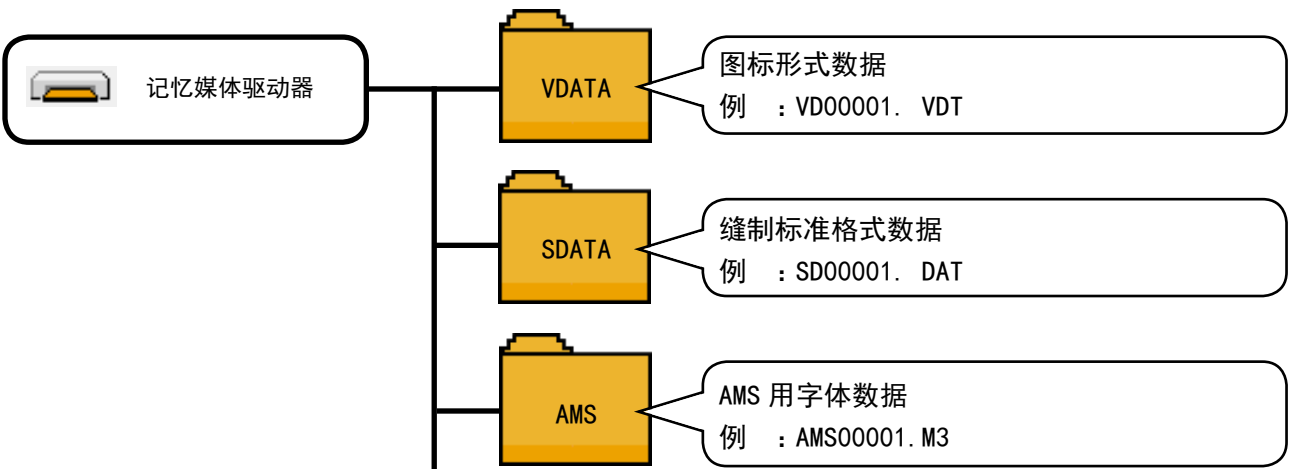 记忆媒体驱动器
VDATA
图标形式数据
例 ：VD00001. VDT
SDATA
缝制标准格式数据
例 ：SD00001. DAT
AMS
AMS 用字体数据
例 ：AMS00001.M3